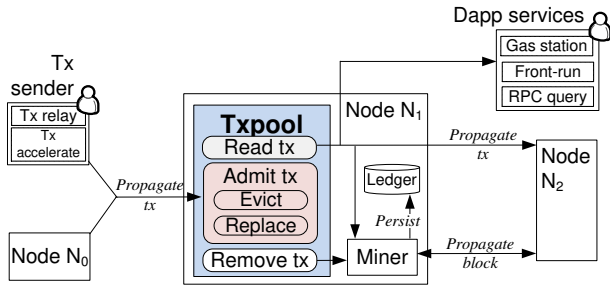 Dapp services
Gas station
Front-run
RPC query
Tx
sender
Tx relay
Tx
accelerate
Node N1
Txpool
Read tx
Admit tx
Evict
Replace
Remove tx
Propagate
tx
Node N0
Ledger
Persist
Miner
Propagate
tx
Node
N2
Propagate
block